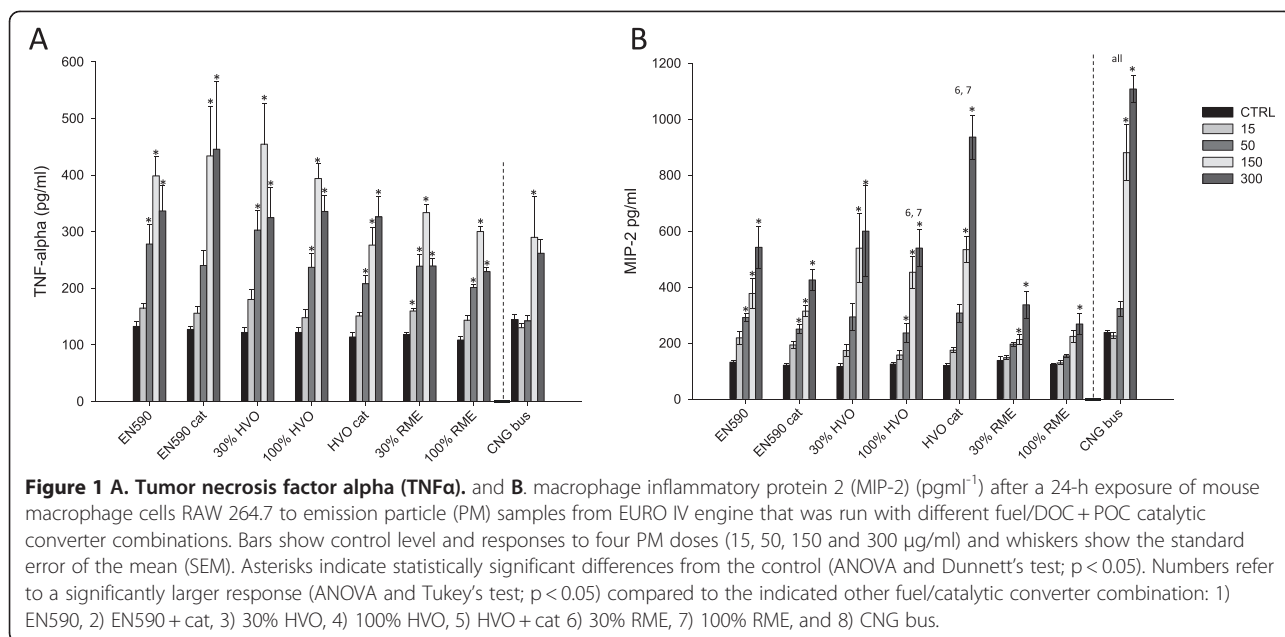 A
B
600
500
400
300
200
100
0
TNF-alpha (pg/ml)
* * * * * * * * * * * * * * * * * * * *
EN590
EN590 cat
30% HVO
100% HVO
HVO cat
30% RME
100% RME
CNG bus
1200
1000
800
600
400
200
0
MIP-2 pg/ml
6, 7
6, 7
all
EN590
EN590 cat
30% HVO
100% HVO
HVO cat
30% RME
100% RME
CNG bus
CTRL
15
50
150
300
Figure 1 A. Tumor necrosis factor alpha (TNFα). and B. macrophage inflammatory protein 2 (MIP-2) (pgml⁻¹) after a 24-h exposure of mouse
macrophage cells RAW 264.7 to emission particle (PM) samples from EURO IV engine that was run with different fuel/DOC + POC catalytic
converter combinations. Bars show control level and responses to four PM doses (15, 50, 150 and 300 μg/ml) and whiskers show the standard
error of the mean (SEM). Asterisks indicate statistically significant differences from the control (ANOVA and Dunnett’s test; p < 0.05). Numbers refer
to a significantly larger response (ANOVA and Tukey’s test; p < 0.05) compared to the indicated other fuel/catalytic converter combination: 1)
EN590, 2) EN590 + cat, 3) 30% HVO, 4) 100% HVO, 5) HVO + cat 6) 30% RME, 7) 100% RME, and 8) CNG bus.